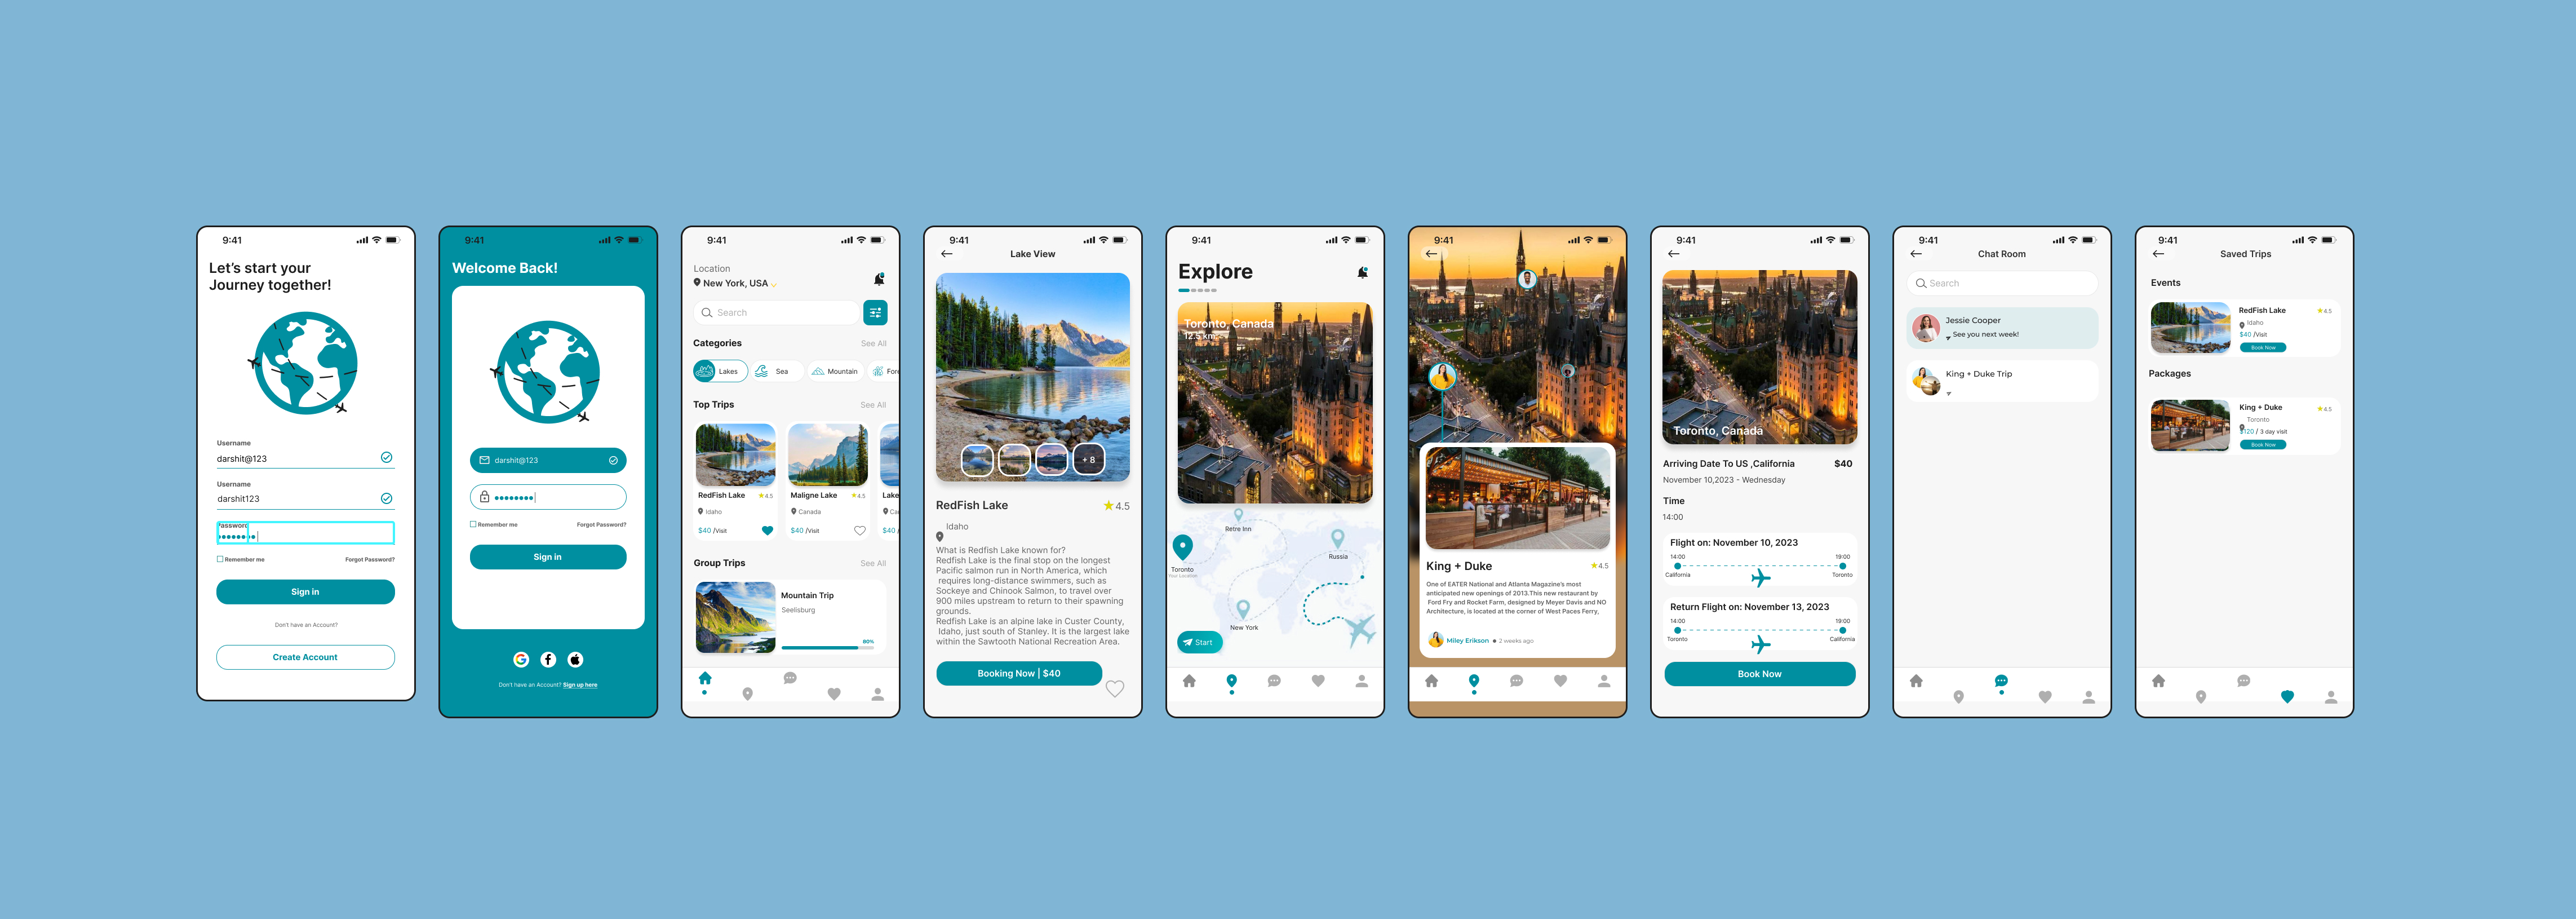 9:41
Let's start your
Journey together!
Username
darshit@123
Username
darshit123
Password
Remember me
Forgot Password?
Sign in
Don't have an Account?
Create Account
9:41
Welcome Back!
darshit@123
Remember me
Forgot Password?
Sign in
Don't have an Account? Sign up here
9:41
Location
New York, USA
Search
Categories
See All
Lakes
Sea
Mountain
Fore
Top Trips
See All
RedFish Lake
4.5
Idaho
$40 /Visit
Maligne Lake
4.5
Canada
$40 /Visit
Lake
Ca
$40 /
Group Trips
See All
Mountain Trip
Seelisburg
80%
9:41
Lake View
+ 8
RedFish Lake
4.5
Idaho
What is Redfish Lake known for?
Redfish Lake is the final stop on the longest
Pacific salmon run in North America, which
requires long-distance swimmers, such as
Sockeye and Chinook Salmon, to travel over
900 miles upstream to return to their spawning
grounds.
Redfish Lake is an alpine lake in Custer County,
Idaho, just south of Stanley. It is the largest lake
within the Sawtooth National Recreation Area.
Booking Now | $40
9:41
Explore
Toronto, Canada
12.5 km
Retre Inn
Toronto
Your Location
Russia
New York
Start
9:41
King + Duke
4.5
One of EATER National and Atlanta Magazine's most
anticipated new openings of 2013.This new restaurant by
Ford Fry and Rocket Farm, designed by Meyer Davis and NO
Architecture, is located at the corner of West Paces Ferry,
Miley Erikson
2 weeks ago
9:41
Toronto, Canada
Arriving Date To US ,California
$40
November 10,2023 - Wednesday
Time
14:00
Flight on: November 10, 2023
14:00
19:00
California
Toronto
Return Flight on: November 13, 2023
14:00
19:00
Toronto
California
Book Now
9:41
Chat Room
Search
Jessie Cooper
See you next week!
King + Duke Trip
9:41
Saved Trips
Events
RedFish Lake
4.5
Idaho
$40 /Visit
Book Now
Packages
King + Duke
4.5
Toronto
$120 / 3 day visit
Book Now